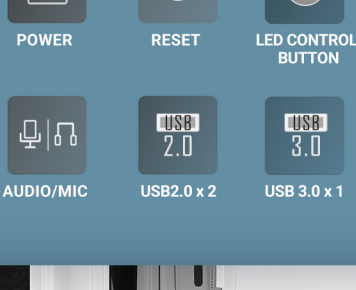 POWER
RESET
LED CONTROL
BUTTON
USB
2.0
USB
3.0
AUDIO/MIC
USB2.0 x 2
USB 3.0 x 1